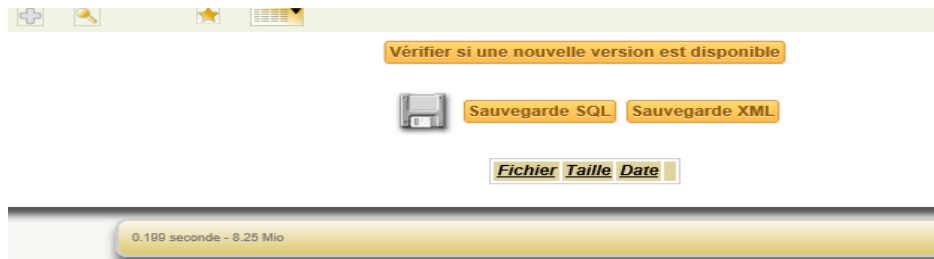 Vérifier si une nouvelle version est disponible
Sauvegarde SQL Sauvegarde XML
Fichier Taille Date
0.199 seconde - 8.25 Mio